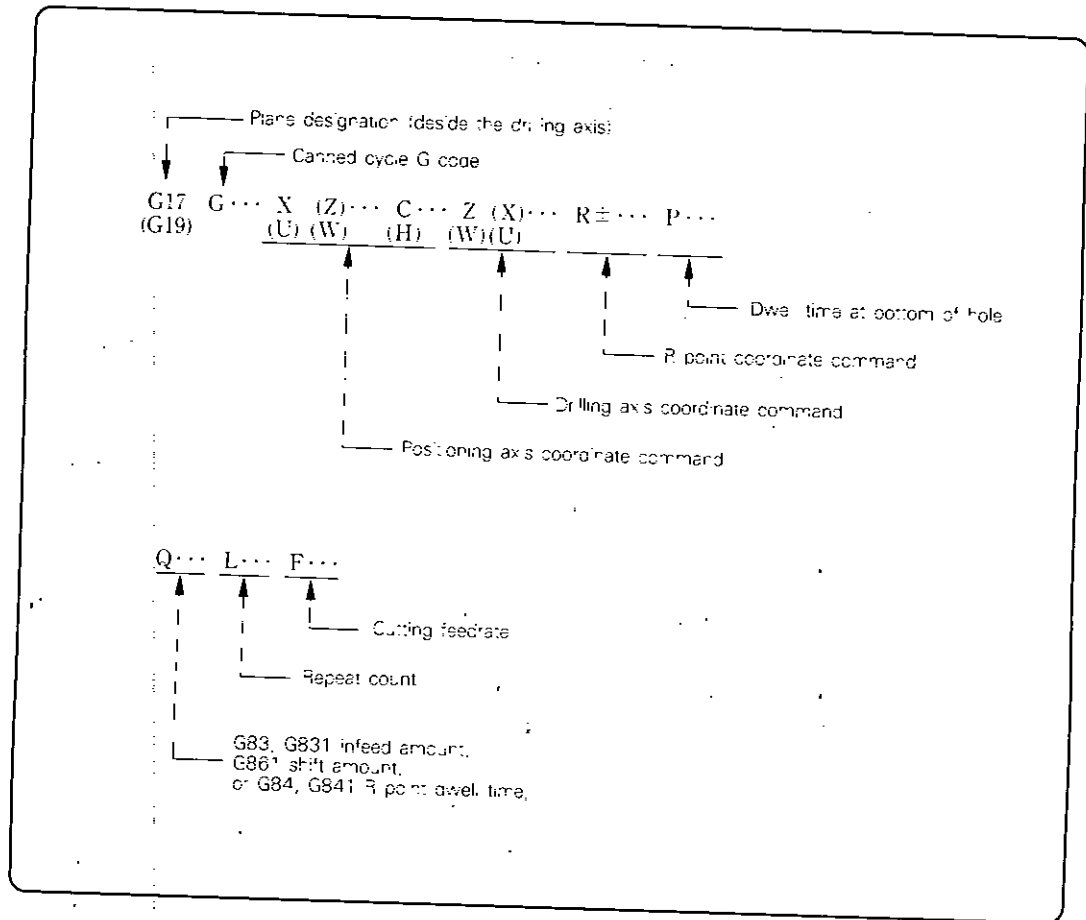 Plane designation (deside the drilling axis)
Canned cycle G code
G17 G··· X (Z)··· C··· Z (X)··· R±··· P···
(G19) (U) (W) (H) (W)(U)
Dwell time at bottom of hole
R point coordinate command
Drilling axis coordinate command
Positioning axis coordinate command
Q··· L··· F···
Cutting feedrate
Repeat count
G83, G831 infeed amount,
G861 shift amount,
or G84, G841 R point dwell time,